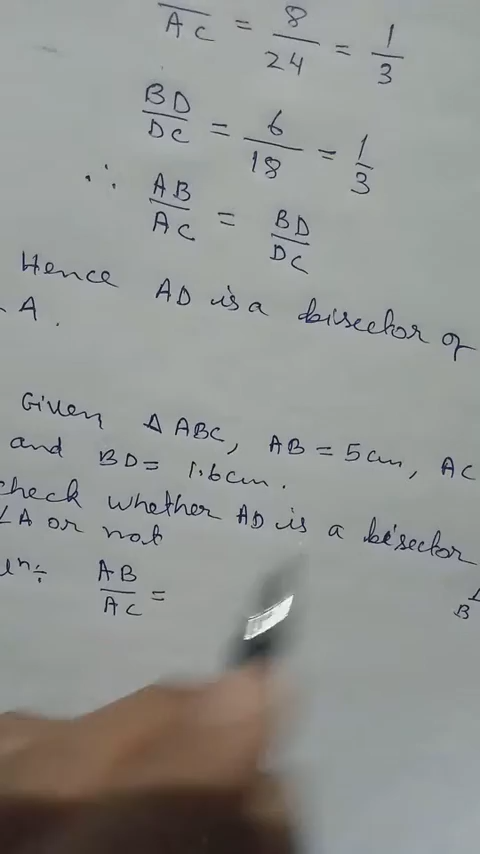 AC = 8/24 = 1/3
BD/DC = 6/18 = 1/3
∴ AB/AC = BD/DC
Hence AD is a bisector of
A.
Given Δ ABC, AB = 5cm, AC
and BD = 1.6cm.
check whether AD is a bisector
∠A or not
AB/AC =
B